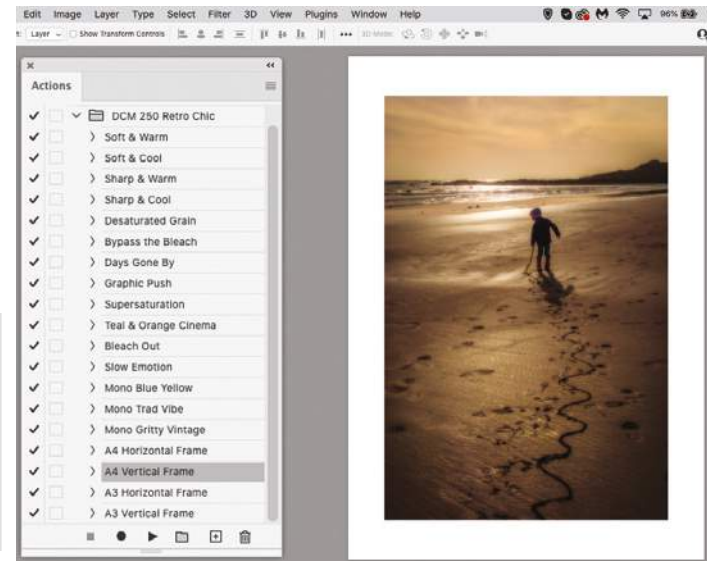 Edit Image Layer Type Select Filter 3D View Plugins Window Help 96%
Layer Show Transform Controls 3D Mode:
Actions
DCM 250 Retro Chic
Soft & Warm
Soft & Cool
Sharp & Warm
Sharp & Cool
Desaturated Grain
Bypass the Bleach
Days Gone By
Graphic Push
Supersaturation
Teal & Orange Cinema
Bleach Out
Slow Emotion
Mono Blue Yellow
Mono Trad Vibe
Mono Gritty Vintage
A4 Horizontal Frame
A4 Vertical Frame
A3 Horizontal Frame
A3 Vertical Frame